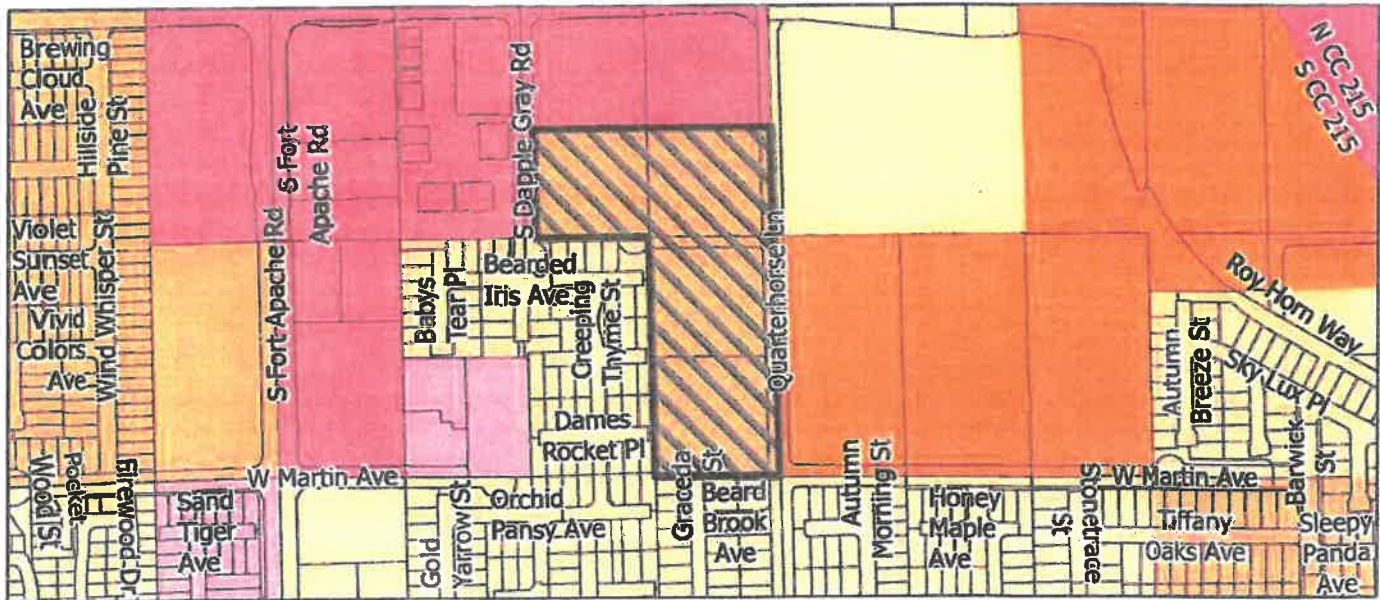 Brewing
Cloud
Ave
Hillside
Pine St
Violet
Sunset
Ave
Vivid
Colors
Ave
Wind Whisper St
S Fort
Apache Rd
S Fort Apache Rd
S Dapple Gray Rd
Babys
Tear Pl
Bearded
Iris Ave
Creeping
Thyme St
Dames
Rocket Pl
Quarterhorse Ln
N CC 215
S CC 215
Roy Horn Way
Autumn
Breeze St
Sky Lux Pl
Barwick
St
Rocket
Wood St
Firewood Dr
W Martin Ave
Sand
Tiger
Ave
Gold
Yarrow St
Orchid
Pansy Ave
Graceda
St
Beard
Brook
Ave
Autumn
Morning St
Honey
Maple
Ave
Stonetrace
St
W Martin Ave
Tiffany
Oaks Ave
Sleepy
Panda
Ave